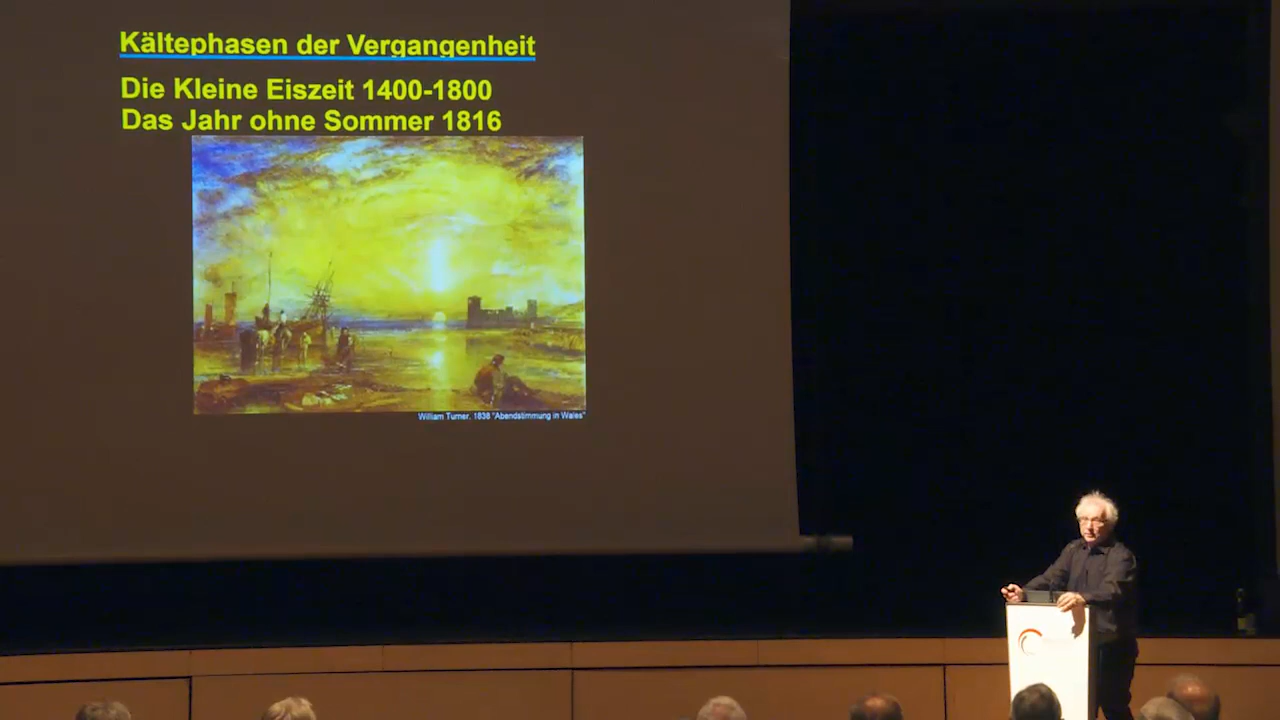 Kältephasen der Vergangenheit
Die Kleine Eiszeit 1400-1800
Das Jahr ohne Sommer 1816
William Turner, 1838 "Abendstimmung in Wales"